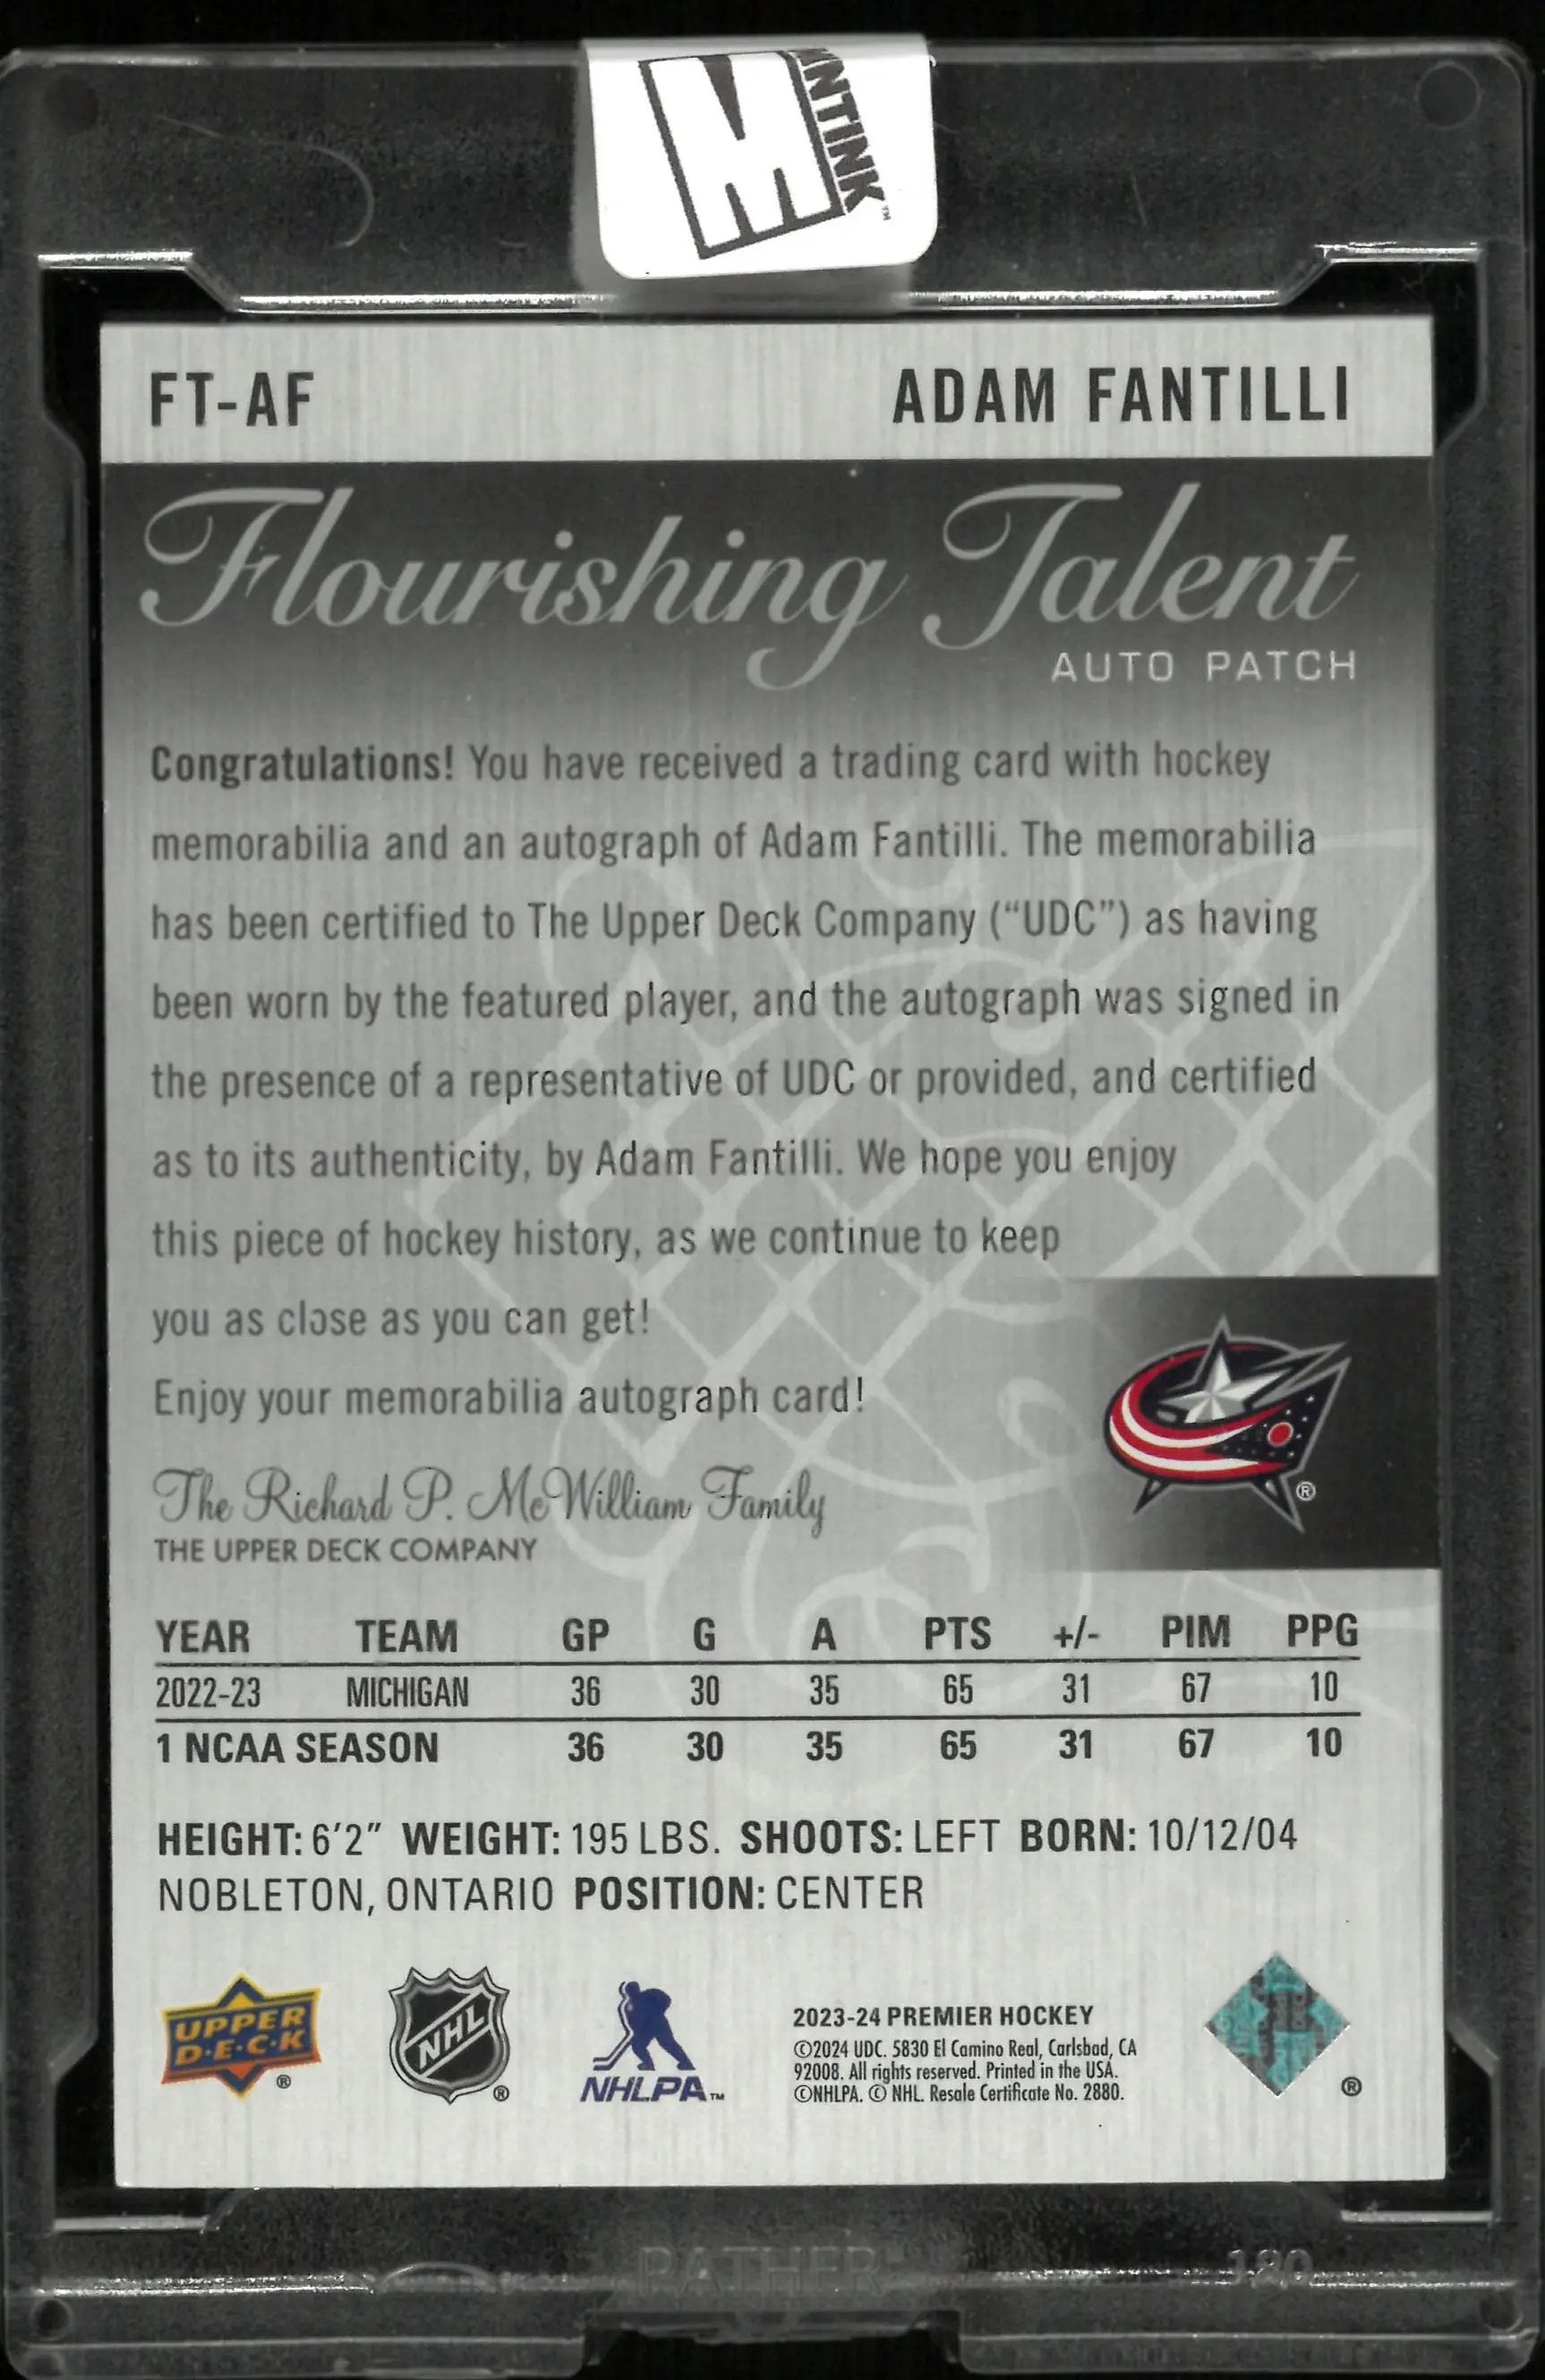 MINTINK™
FT-AF ADAM FANTILLI
Flourishing Talent
AUTO PATCH
Congratulations! You have received a trading card with hockey
memorabilia and an autograph of Adam Fantilli. The memorabilia
has been certified to The Upper Deck Company (“UDC”) as having
been worn by the featured player, and the autograph was signed in
the presence of a representative of UDC or provided, and certified
as to its authenticity, by Adam Fantilli. We hope you enjoy
this piece of hockey history, as we continue to keep
you as close as you can get!
Enjoy your memorabilia autograph card!
The Richard P. McWilliam Family
THE UPPER DECK COMPANY
®
YEAR TEAM GP G A PTS +/- PIM PPG
2022-23 MICHIGAN 36 30 35 65 31 67 10
1 NCAA SEASON 36 30 35 65 31 67 10
HEIGHT: 6’2” WEIGHT: 195 LBS. SHOOTS: LEFT BORN: 10/12/04
NOBLETON, ONTARIO POSITION: CENTER
UPPER
D•E•C•K
®
NHL
®
NHLPA™
2023-24 PREMIER HOCKEY
©2024 UDC. 5830 El Camino Real, Carlsbad, CA
92008. All rights reserved. Printed in the USA.
©NHLPA. © NHL. Resale Certificate No. 2880.
®
180